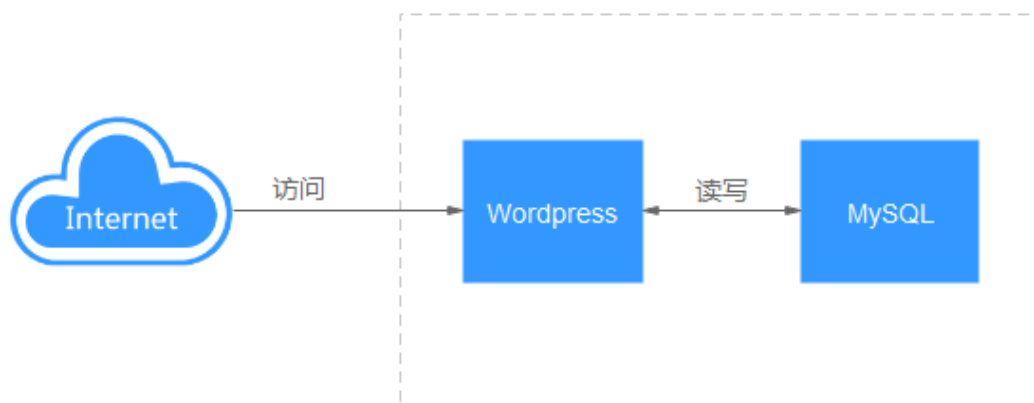 Internet
访问
Wordpress
读写
MySQL